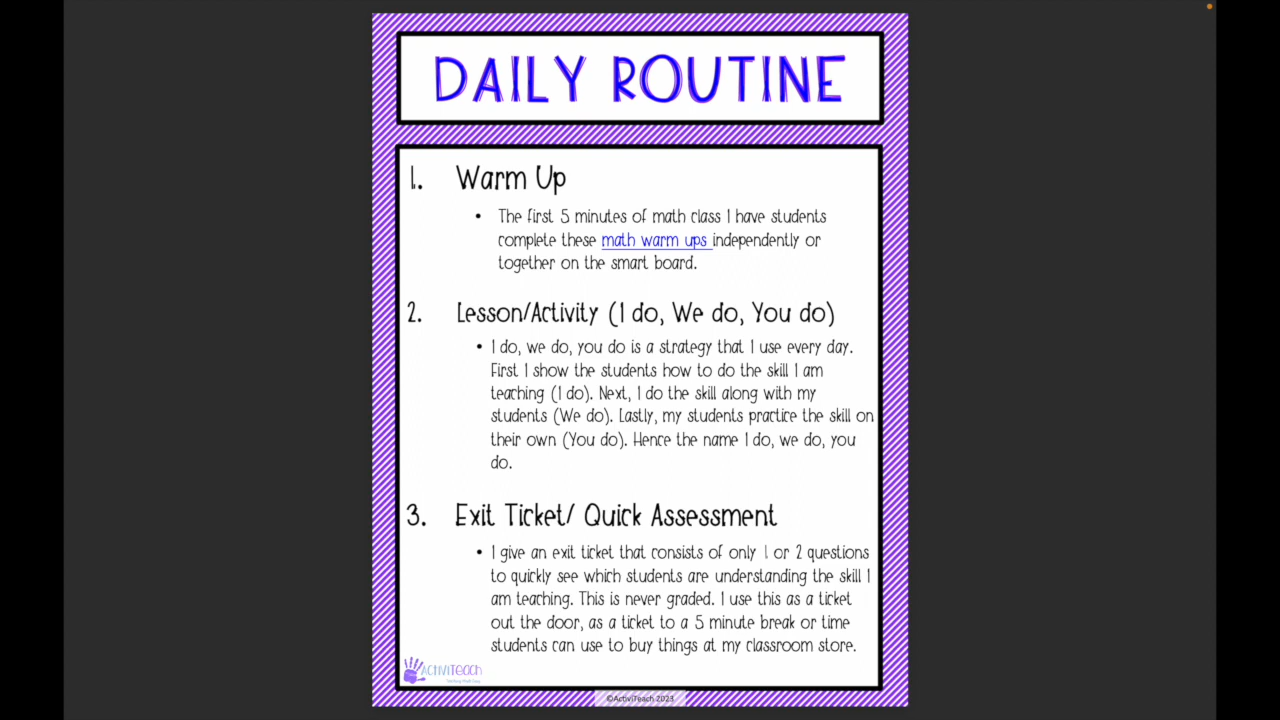 DAILY ROUTINE
1. Warm Up
• The first 5 minutes of math class I have students
complete these math warm ups independently or
together on the smart board.
2. Lesson/Activity (I do, We do, You do)
• I do, we do, you do is a strategy that I use every day.
First I show the students how to do the skill I am
teaching (I do). Next, I do the skill along with my
students (We do). Lastly, my students practice the skill on
their own (You do). Hence the name I do, we do, you
do.
3. Exit Ticket/ Quick Assessment
• I give an exit ticket that consists of only 1 or 2 questions
to quickly see which students are understanding the skill I
am teaching. This is never graded. I use this as a ticket
out the door, as a ticket to a 5 minute break or time
students can use to buy things at my classroom store.
ACTIVITEACH
©ActiviTeach 2023